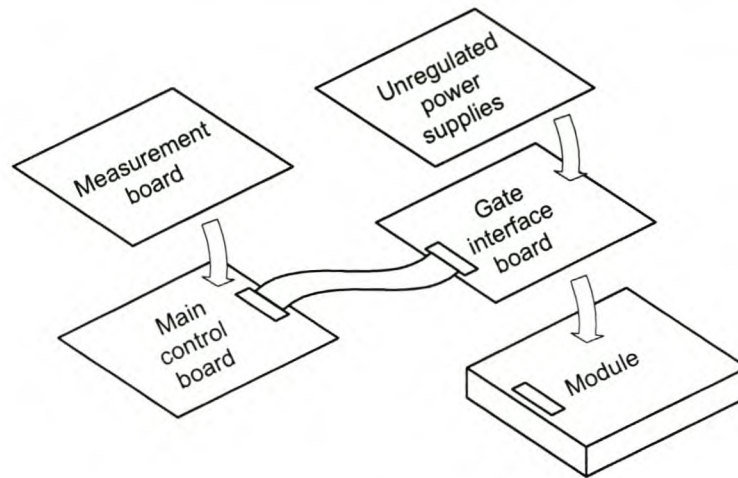 Unregulated
power
supplies
Measurement
board
Gate
interface
board
Main
control
board
Module